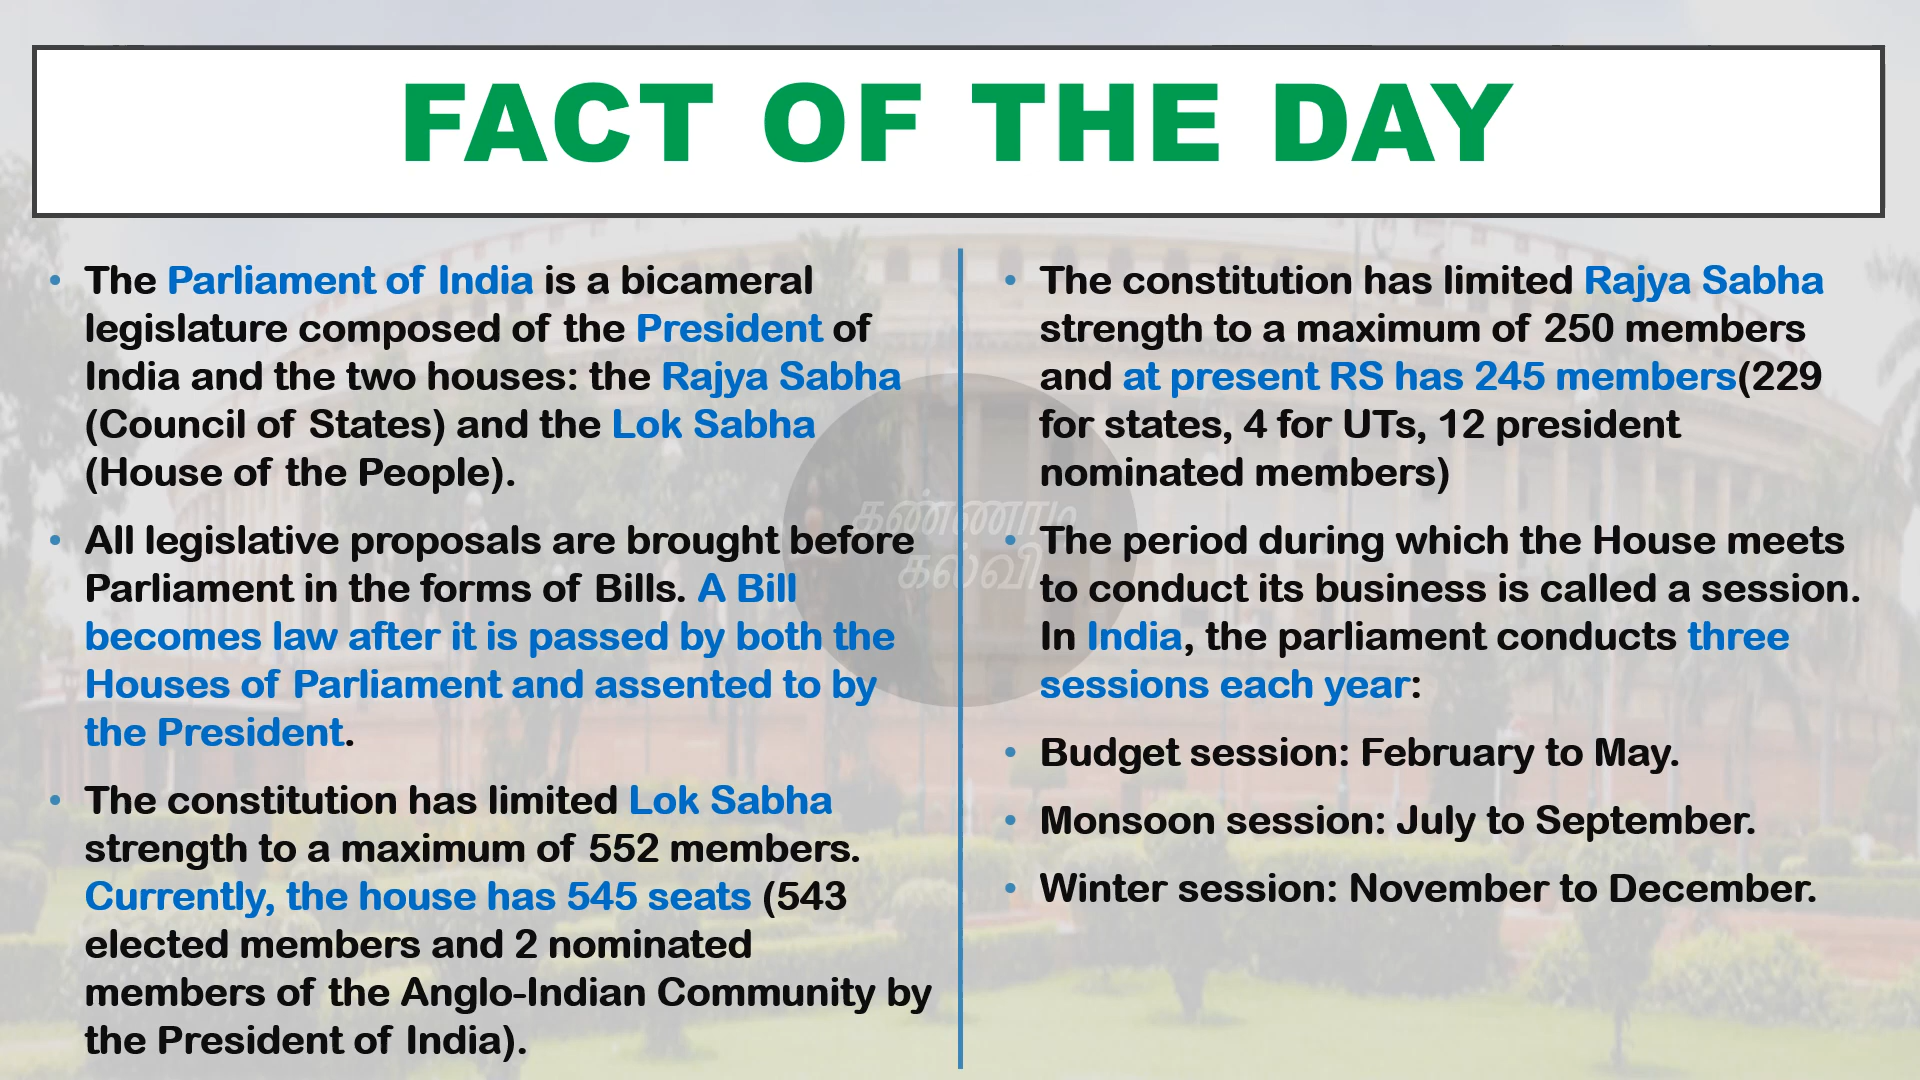 FACT OF THE DAY
• The Parliament of India is a bicameral
legislature composed of the President of
India and the two houses: the Rajya Sabha
(Council of States) and the Lok Sabha
(House of the People).
• All legislative proposals are brought before
Parliament in the forms of Bills. A Bill
becomes law after it is passed by both the
Houses of Parliament and assented to by
the President.
• The constitution has limited Lok Sabha
strength to a maximum of 552 members.
Currently, the house has 545 seats (543
elected members and 2 nominated
members of the Anglo-Indian Community by
the President of India).
• The constitution has limited Rajya Sabha
strength to a maximum of 250 members
and at present RS has 245 members(229
for states, 4 for UTs, 12 president
nominated members)
• The period during which the House meets
to conduct its business is called a session.
In India, the parliament conducts three
sessions each year:
• Budget session: February to May.
• Monsoon session: July to September.
• Winter session: November to December.
கண்ணாடி
கல்வி